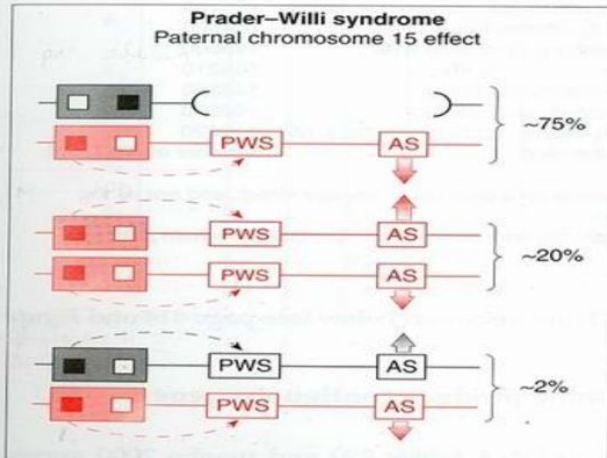 Prader–Willi syndrome
Paternal chromosome 15 effect
~75%
PWS AS
PWS AS
~20%
PWS AS
PWS AS
~2%
PWS AS